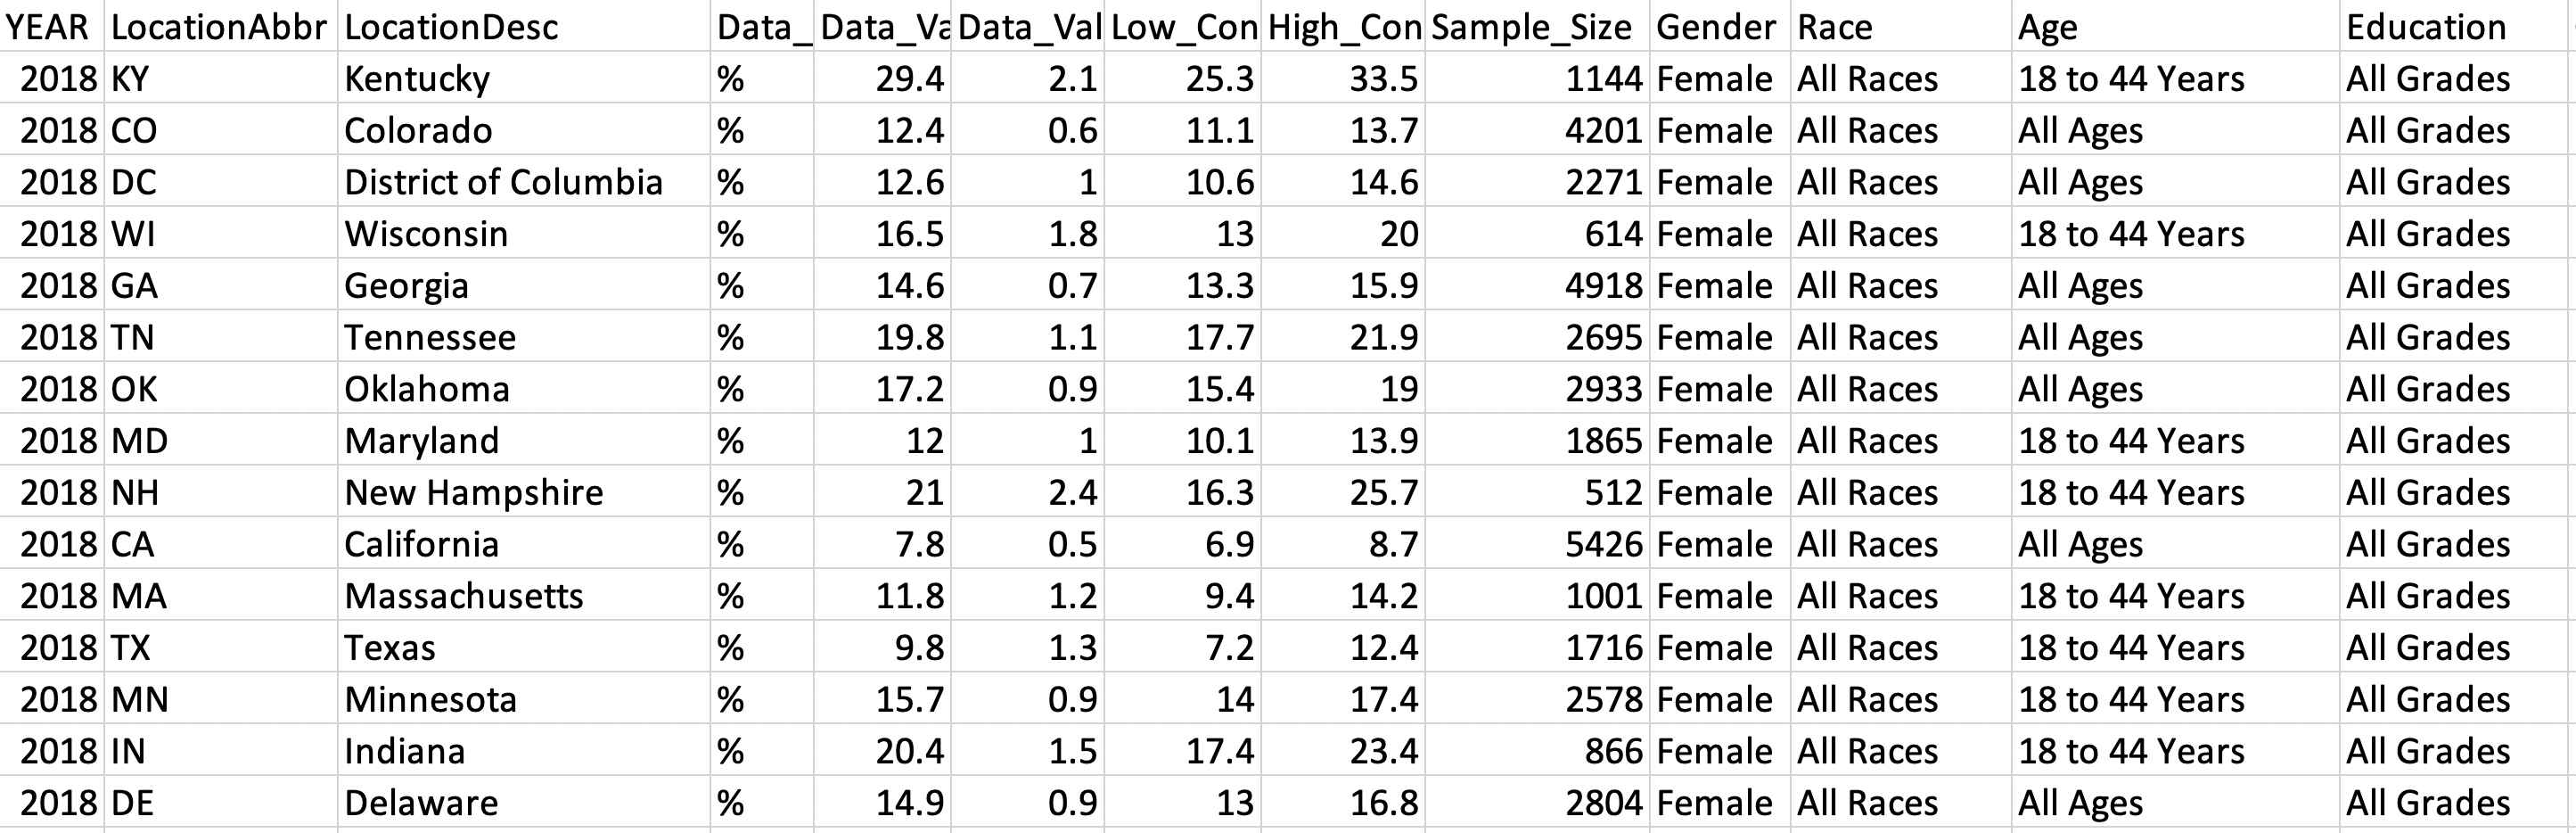 YEAR LocationAbbr LocationDesc Data_ Data_Va Data_Val Low_Con High_Con Sample_Size Gender Race Age Education
2018 KY Kentucky % 29.4 2.1 25.3 33.5 1144 Female All Races 18 to 44 Years All Grades
2018 CO Colorado % 12.4 0.6 11.1 13.7 4201 Female All Races All Ages All Grades
2018 DC District of Columbia % 12.6 1 10.6 14.6 2271 Female All Races All Ages All Grades
2018 WI Wisconsin % 16.5 1.8 13 20 614 Female All Races 18 to 44 Years All Grades
2018 GA Georgia % 14.6 0.7 13.3 15.9 4918 Female All Races All Ages All Grades
2018 TN Tennessee % 19.8 1.1 17.7 21.9 2695 Female All Races All Ages All Grades
2018 OK Oklahoma % 17.2 0.9 15.4 19 2933 Female All Races All Ages All Grades
2018 MD Maryland % 12 1 10.1 13.9 1865 Female All Races 18 to 44 Years All Grades
2018 NH New Hampshire % 21 2.4 16.3 25.7 512 Female All Races 18 to 44 Years All Grades
2018 CA California % 7.8 0.5 6.9 8.7 5426 Female All Races All Ages All Grades
2018 MA Massachusetts % 11.8 1.2 9.4 14.2 1001 Female All Races 18 to 44 Years All Grades
2018 TX Texas % 9.8 1.3 7.2 12.4 1716 Female All Races 18 to 44 Years All Grades
2018 MN Minnesota % 15.7 0.9 14 17.4 2578 Female All Races 18 to 44 Years All Grades
2018 IN Indiana % 20.4 1.5 17.4 23.4 866 Female All Races 18 to 44 Years All Grades
2018 DE Delaware % 14.9 0.9 13 16.8 2804 Female All Races All Ages All Grades